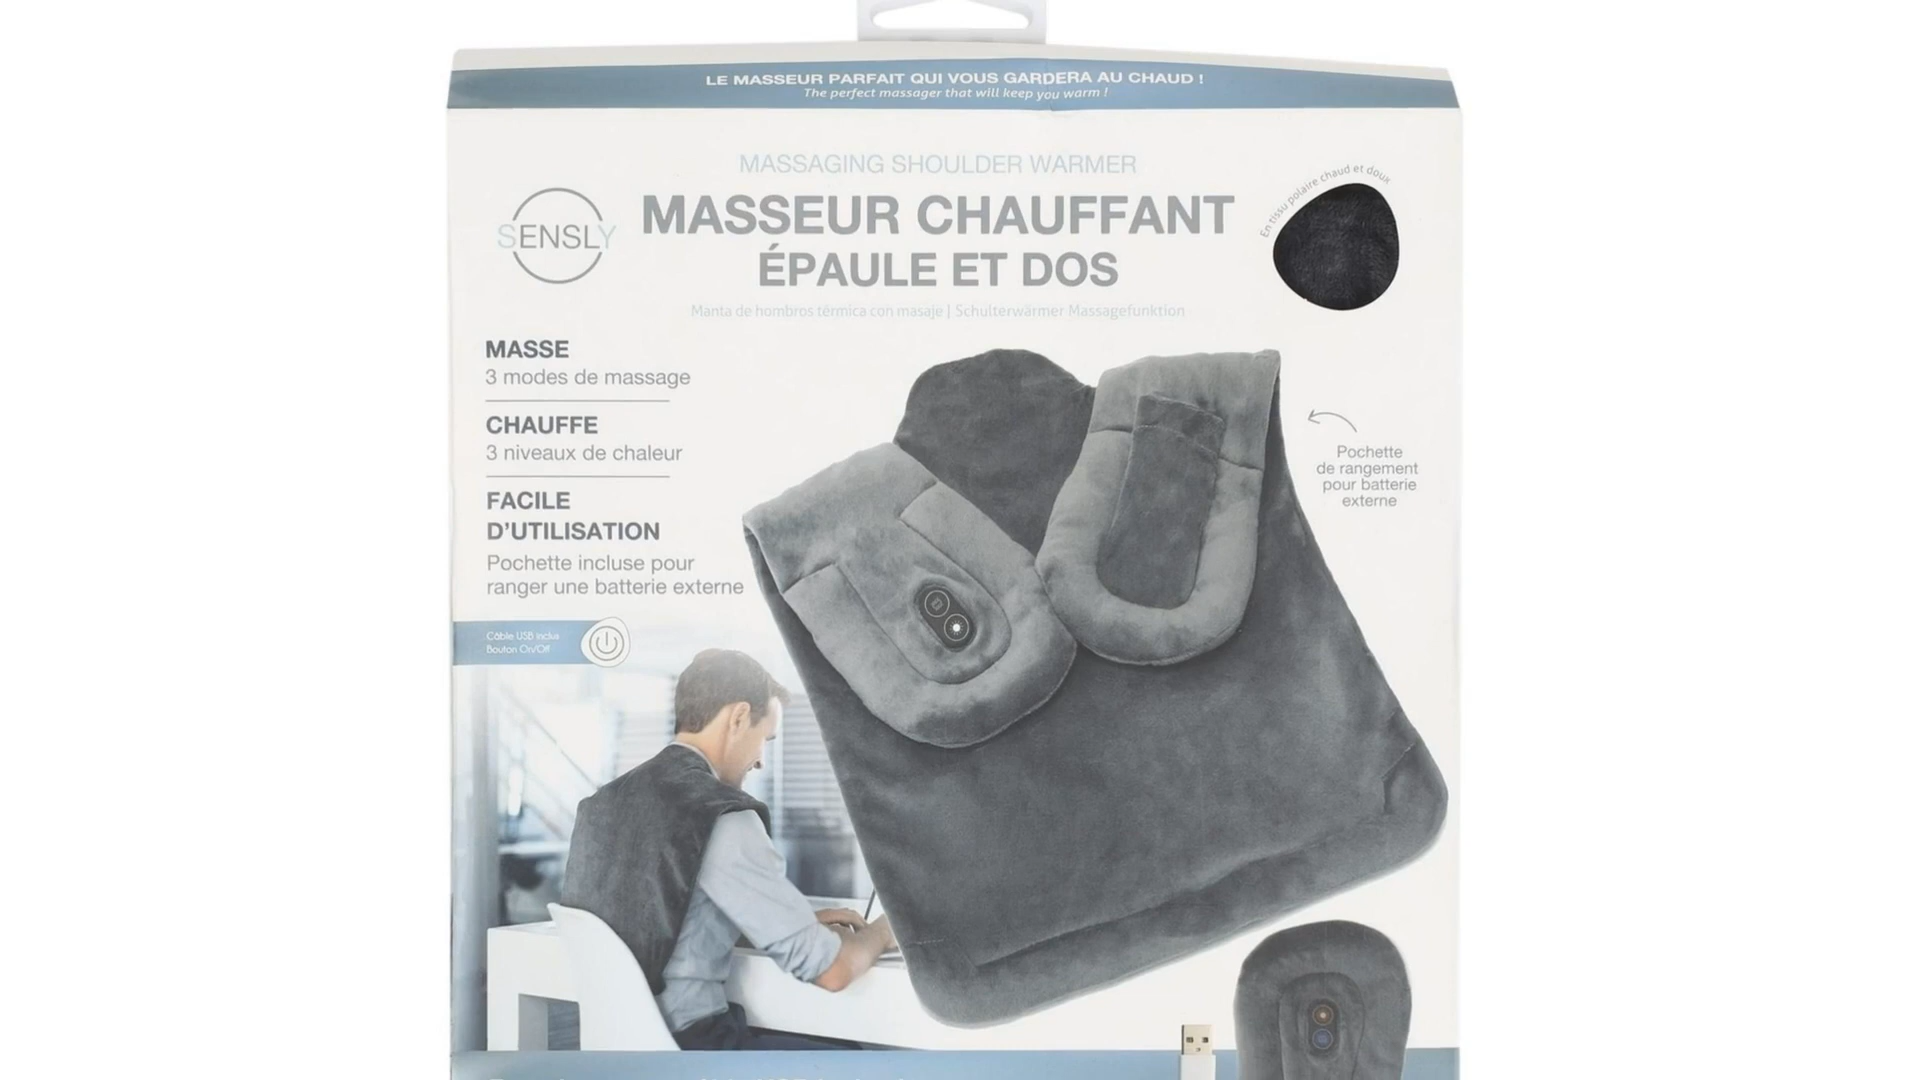 LE MASSEUR PARFAIT QUI VOUS GARDERA AU CHAUD !
The perfect massager that will keep you warm !
MASSAGING SHOULDER WARMER
SENSLY
MASSEUR CHAUFFANT
ÉPAULE ET DOS
En tissu polaire chaud et doux
Manta de hombros térmica con masaje | Schulterwärmer Massagefunktion
MASSE
3 modes de massage
CHAUFFE
3 niveaux de chaleur
FACILE
D'UTILISATION
Pochette incluse pour
ranger une batterie externe
Pochette
de rangement
pour batterie
externe
Câble USB inclus
Bouton On/Off